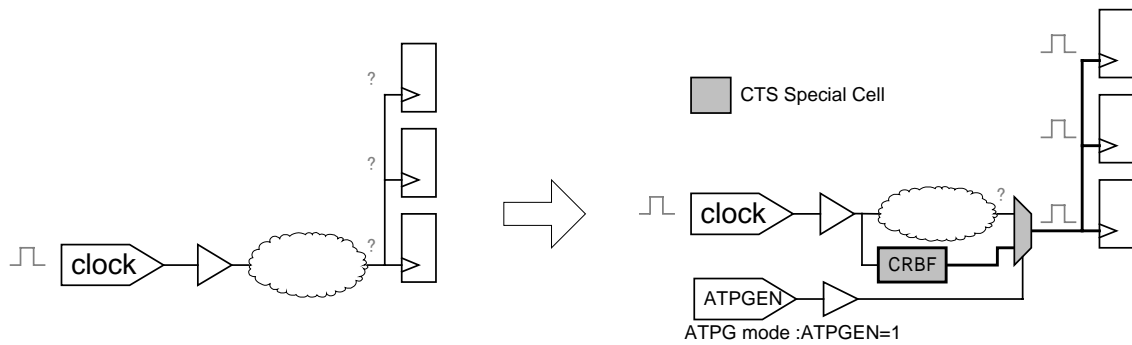 ?
?
?
clock
CTS Special Cell
?
clock
CRBF
ATPGEN
ATPG mode :ATPGEN=1